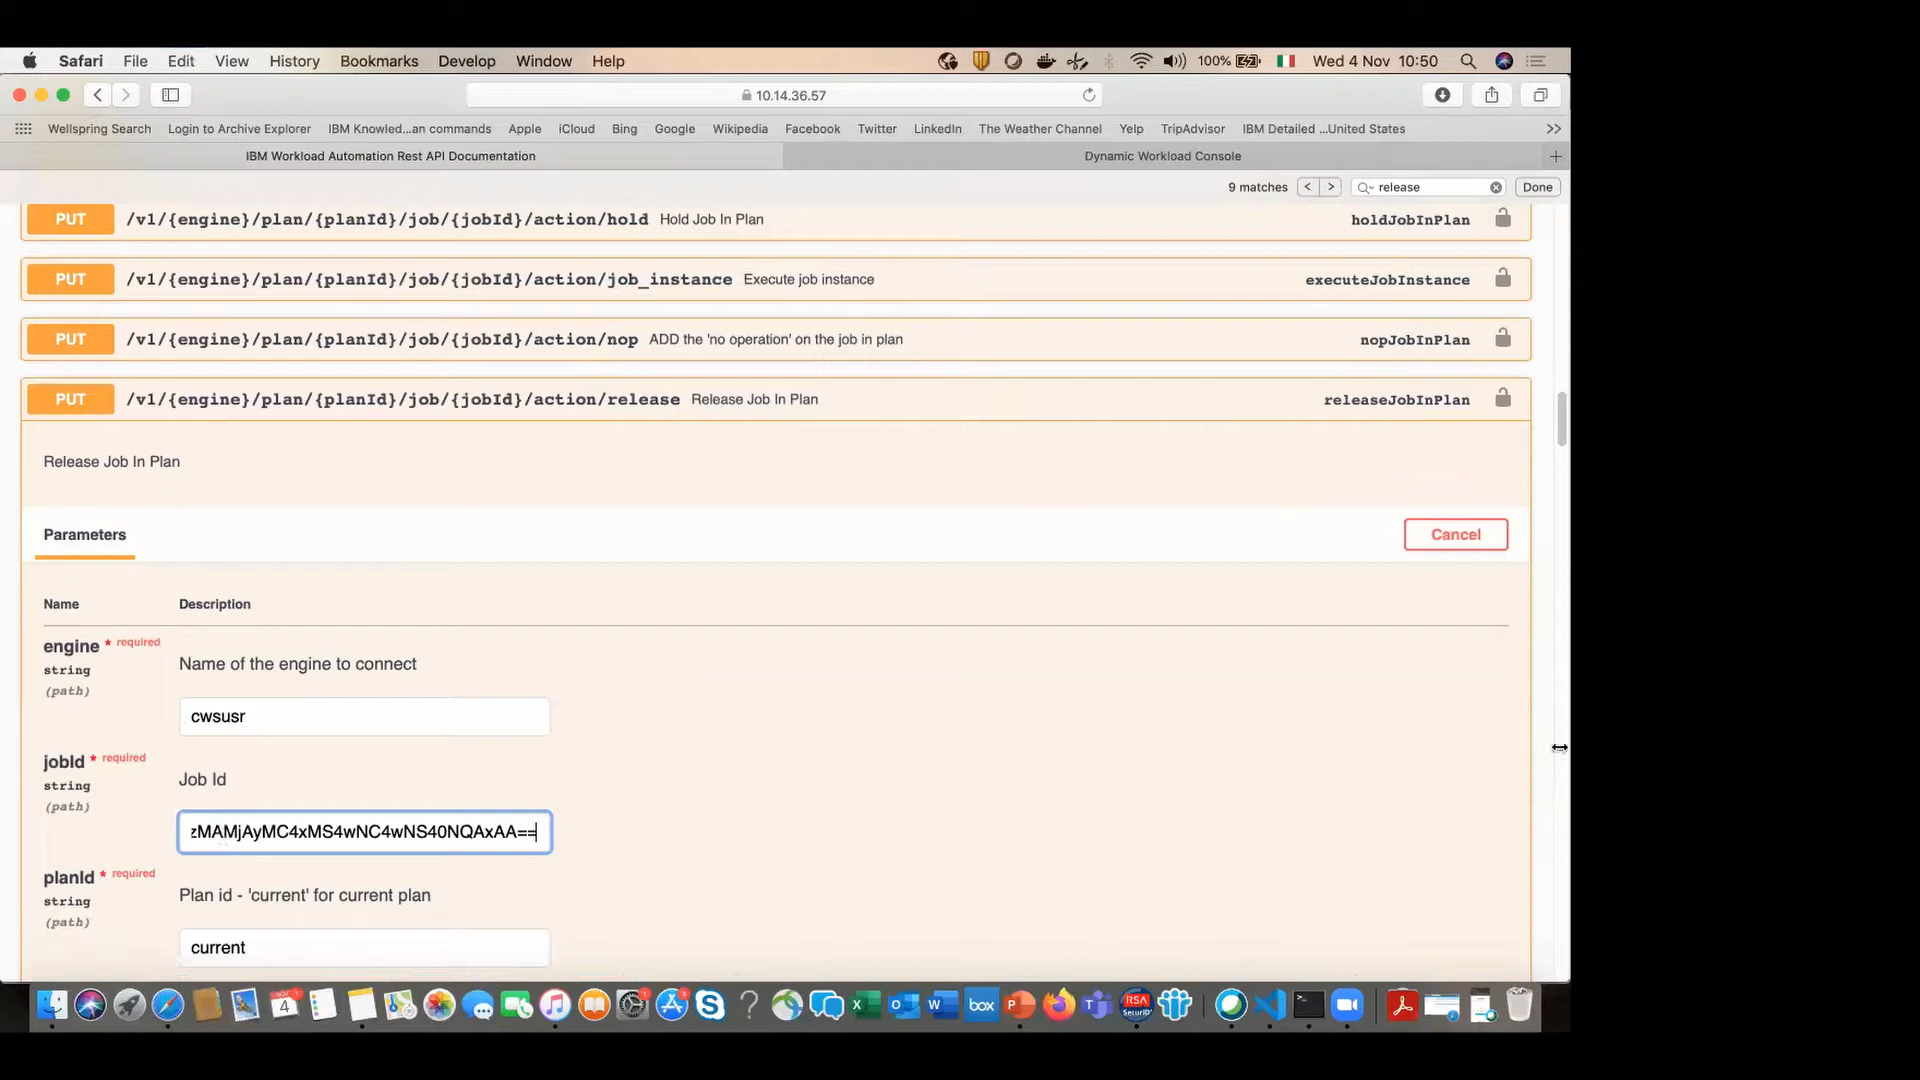 Safari File Edit View History Bookmarks Develop Window Help 100% Wed 4 Nov 10:50
10.14.36.57
Wellspring Search Login to Archive Explorer IBM Knowled...an commands Apple iCloud Bing Google Wikipedia Facebook Twitter LinkedIn The Weather Channel Yelp TripAdvisor IBM Detailed ...United States
IBM Workload Automation Rest API Documentation Dynamic Workload Console
9 matches release Done
PUT /v1/{engine}/plan/{planId}/job/{jobId}/action/hold Hold Job In Plan holdJobInPlan
PUT /v1/{engine}/plan/{planId}/job/{jobId}/action/job_instance Execute job instance executeJobInstance
PUT /v1/{engine}/plan/{planId}/job/{jobId}/action/nop ADD the 'no operation' on the job in plan nopJobInPlan
PUT /v1/{engine}/plan/{planId}/job/{jobId}/action/release Release Job In Plan releaseJobInPlan
Release Job In Plan
Parameters Cancel
Name Description
engine * required
string
(path)
Name of the engine to connect
cwsusr
jobId * required
string
(path)
Job Id
zMAMjAyMC4xMS4wNC4wNS40NQAxAA==
planId * required
string
(path)
Plan id - 'current' for current plan
current
NOV 4 box RSA SecurID